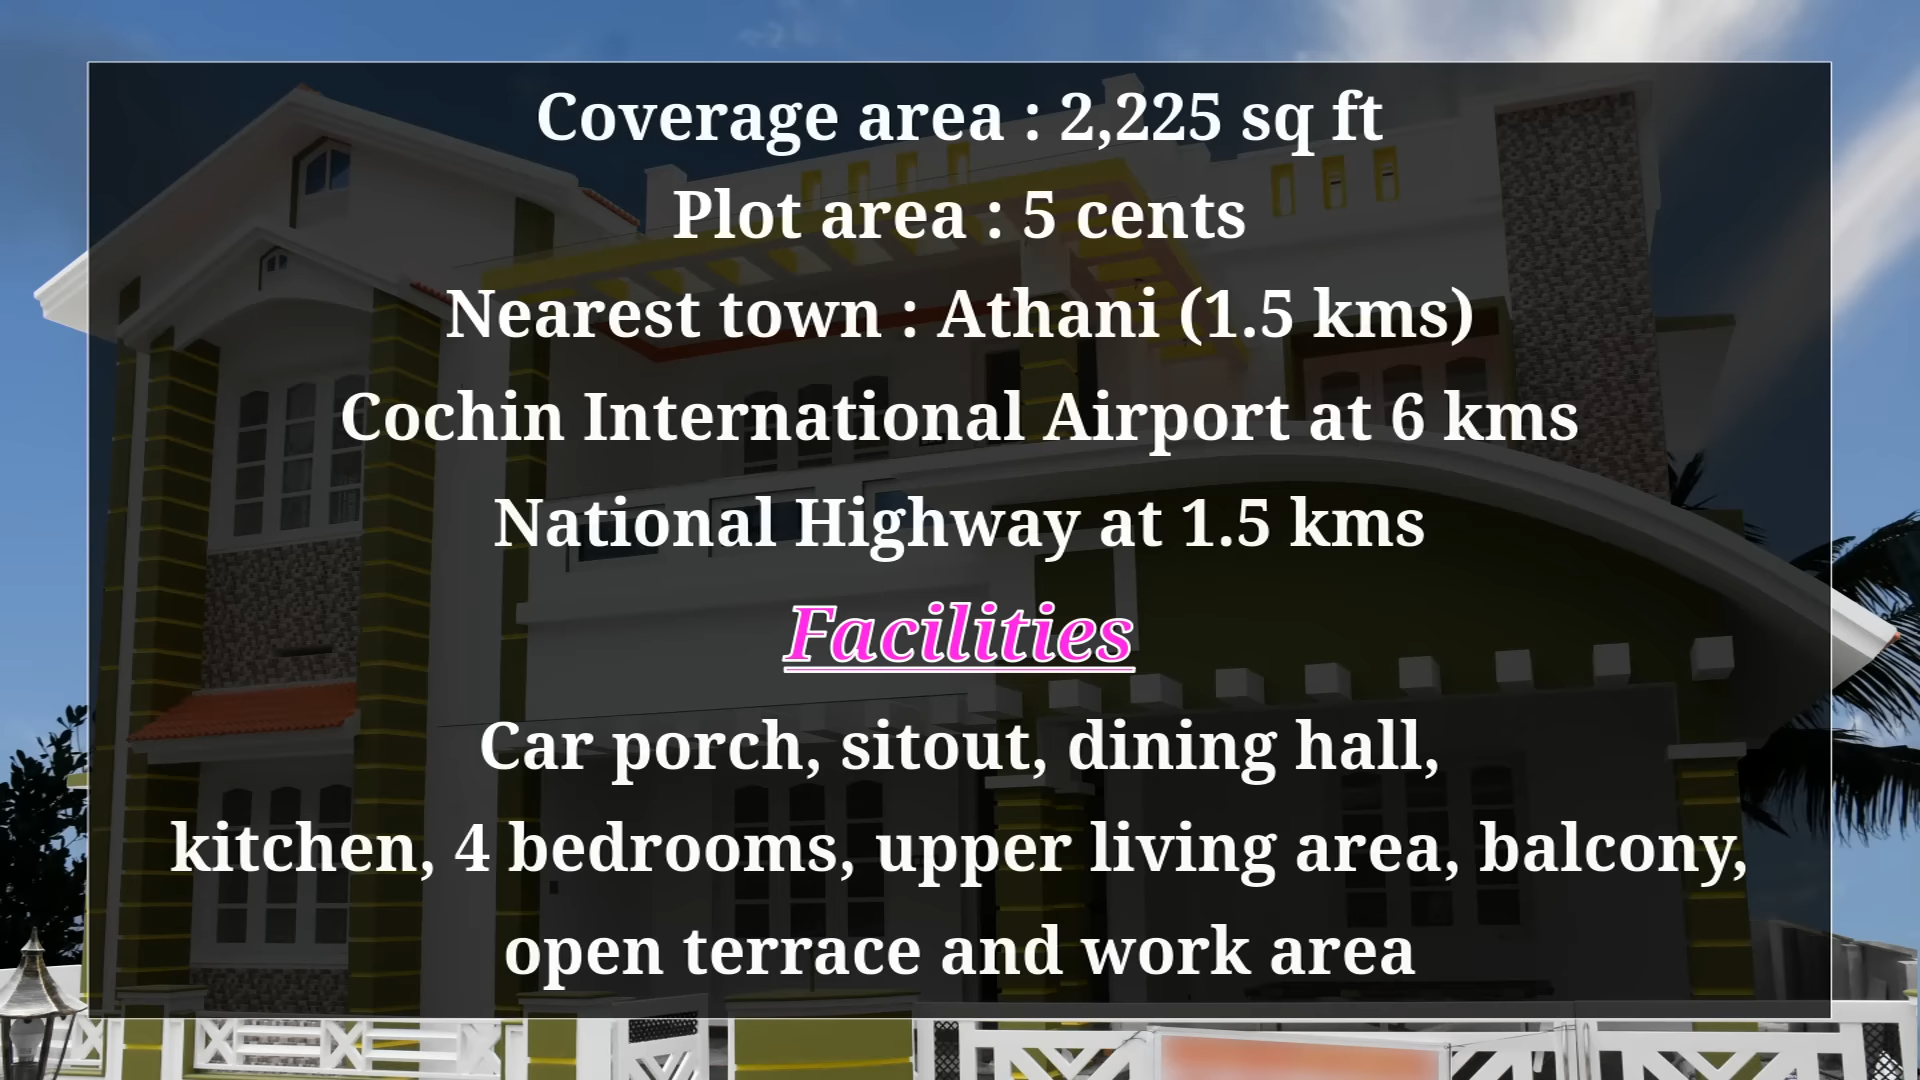 Coverage area : 2,225 sq ft
Plot area : 5 cents
Nearest town : Athani (1.5 kms)
Cochin International Airport at 6 kms
National Highway at 1.5 kms
Facilities
Car porch, sitout, dining hall,
kitchen, 4 bedrooms, upper living area, balcony,
open terrace and work area